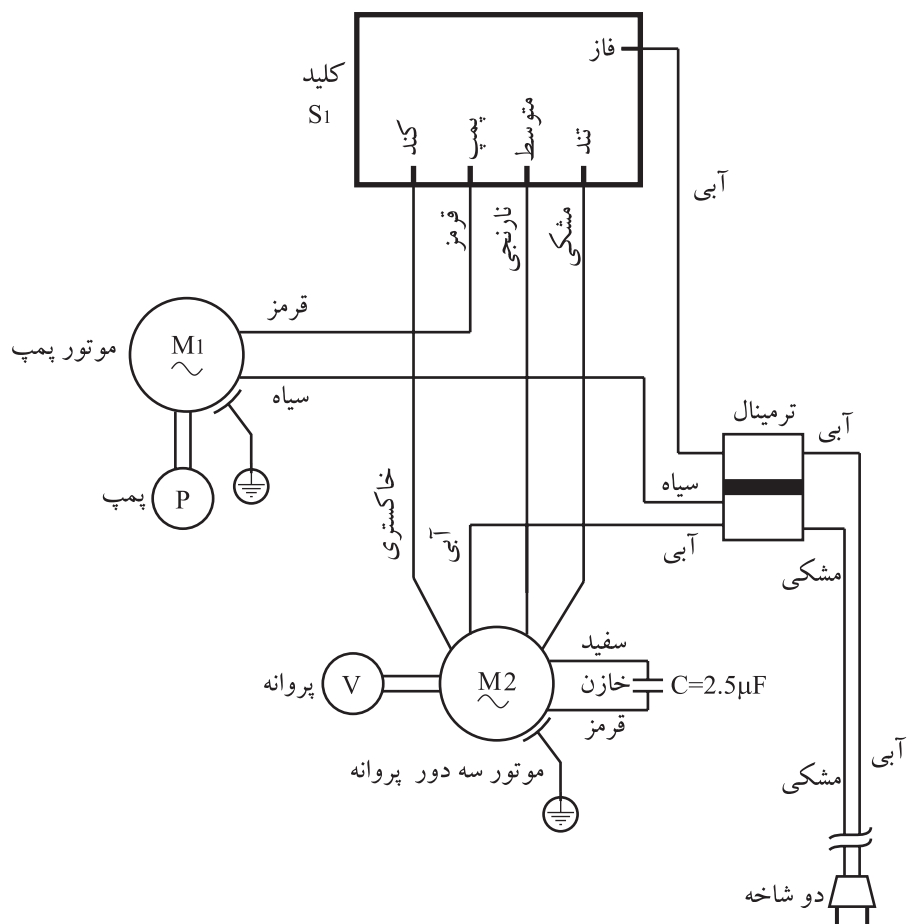 فاز
کلید
S1
کند
پمپ
متوسط
تند
آبی
قرمز
نارنجی
مشکی
قرمز
M1
موتور پمپ
سیاه
ترمینال
آبی
سیاه
P
پمپ
خاکستری
آبی
آبی
مشکی
سفید
M2
خازن
C=2.5µF
V
پروانه
قرمز
موتور سه دور پروانه
آبی
مشکی
دو شاخه